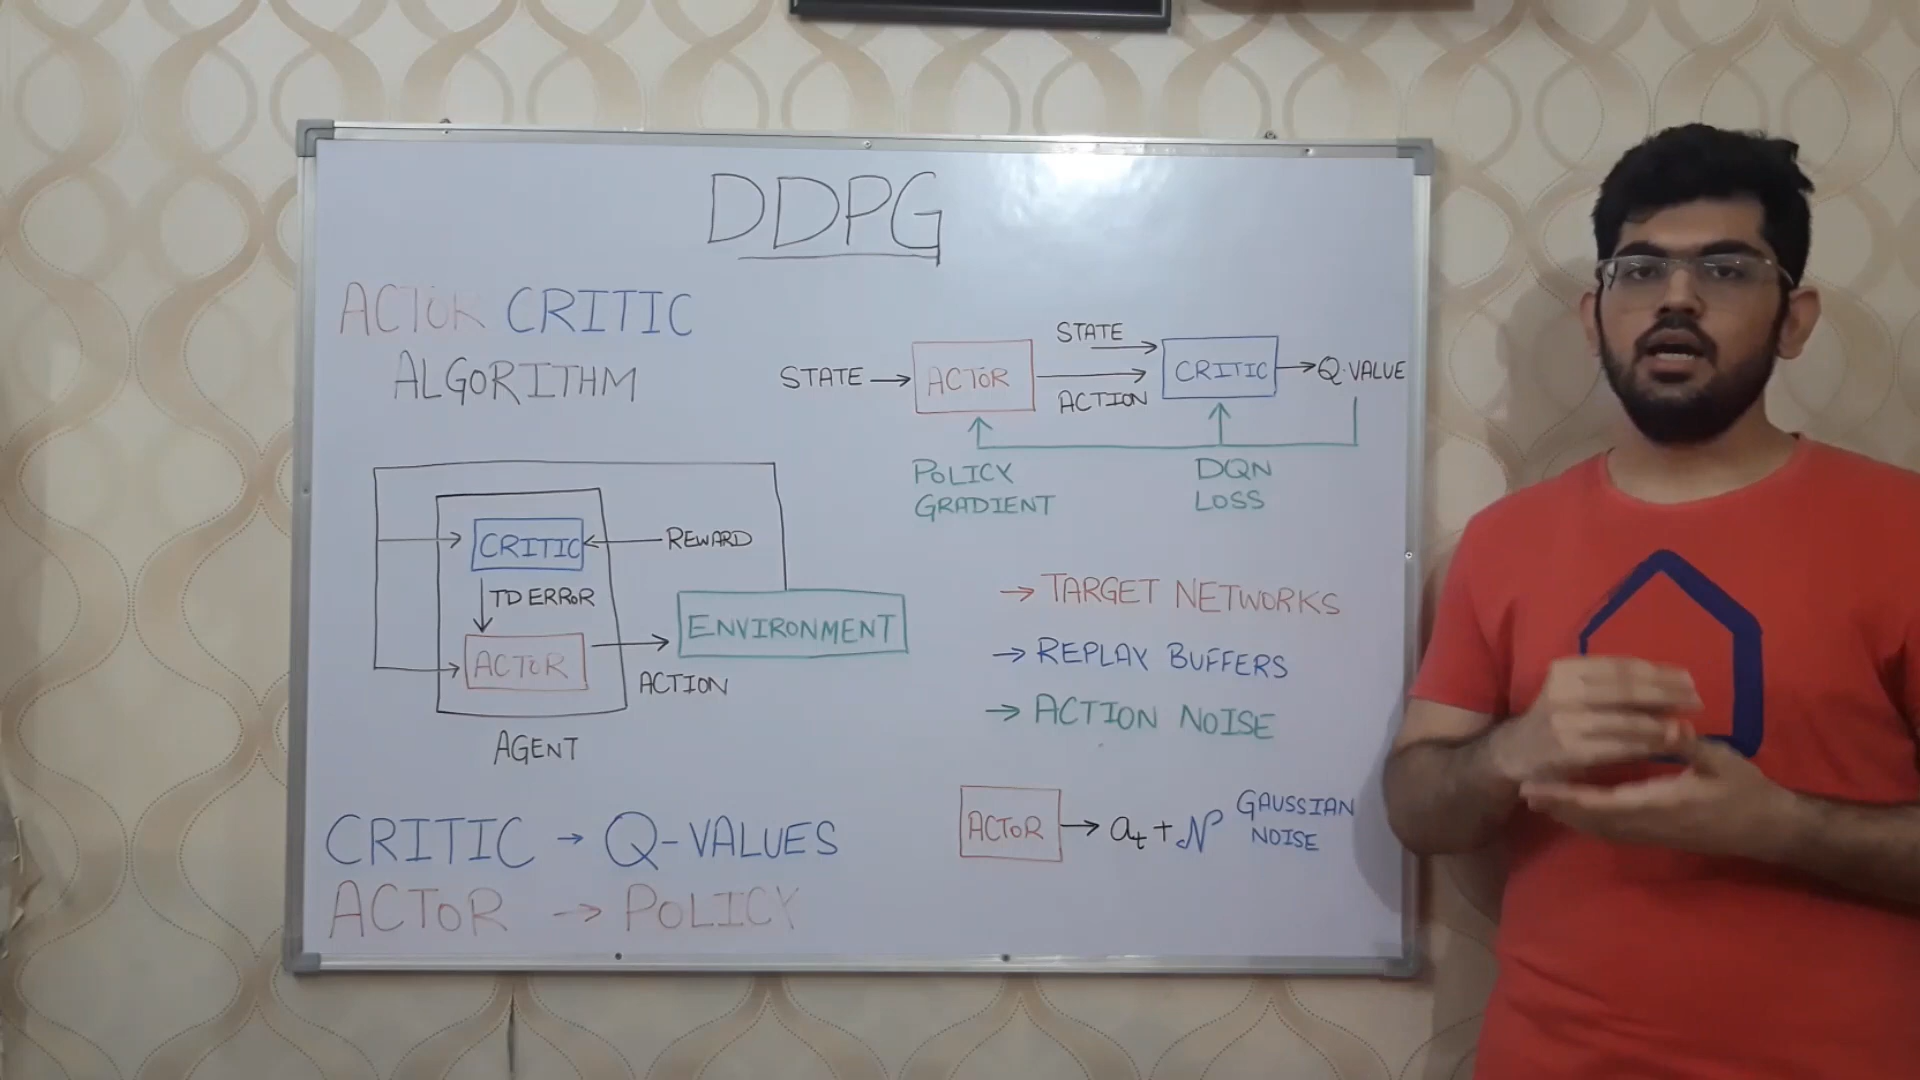 DDPG
ACTOR CRITIC
ALGORITHM
CRITIC
REWARD
TD ERROR
ACTOR
ENVIRONMENT
ACTION
AGENT
CRITIC → Q-VALUES
ACTOR → POLICY
STATE → ACTOR
STATE
ACTION
CRITIC → Q-VALUE
POLICY
GRADIENT
DQN
LOSS
→ TARGET NETWORKS
→ REPLAY BUFFERS
→ ACTION NOISE
ACTOR → at + N
GAUSSIAN
NOISE